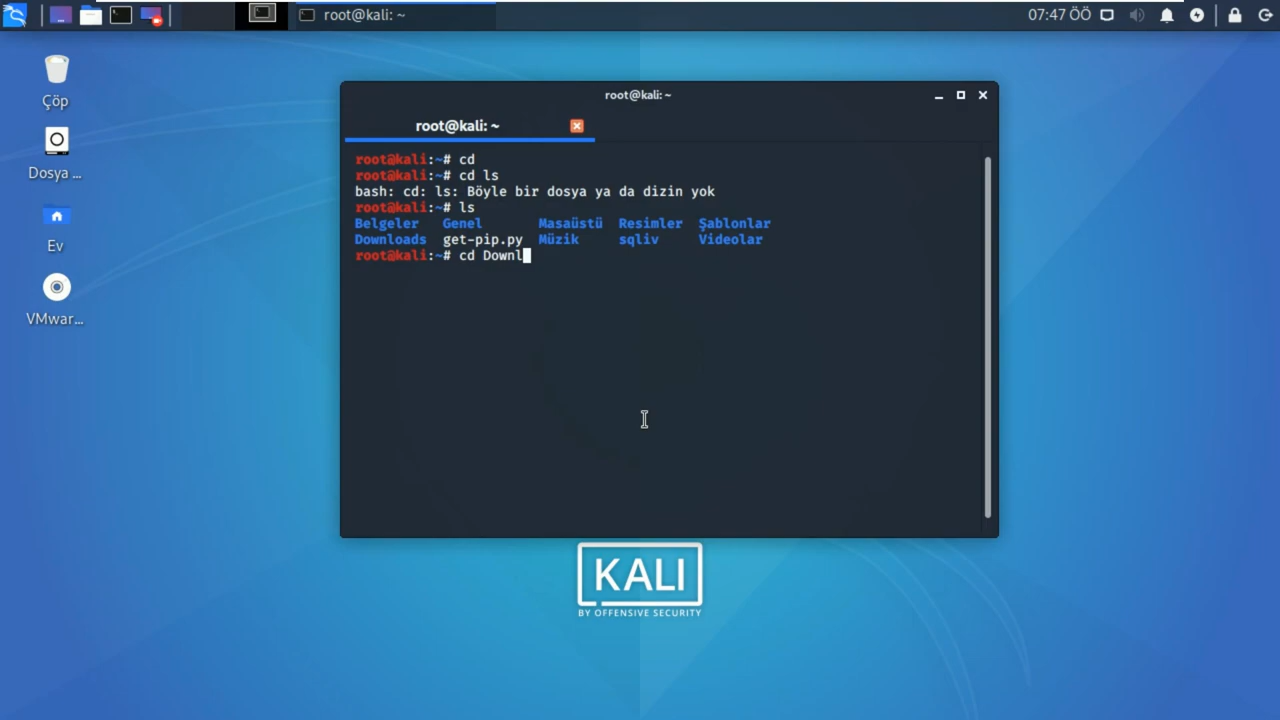 root@kali: ~
07:47 ÖÖ
Çöp
Dosya ...
Ev
VMwar...
root@kali: ~
root@kali: ~
root@kali:~# cd
root@kali:~# cd ls
bash: cd: ls: Böyle bir dosya ya da dizin yok
root@kali:~# ls
Belgeler Genel Masaüstü Resimler Şablonlar
Downloads get-pip.py Müzik sqliv Videolar
root@kali:~# cd Downl
KALI
BY OFFENSIVE SECURITY